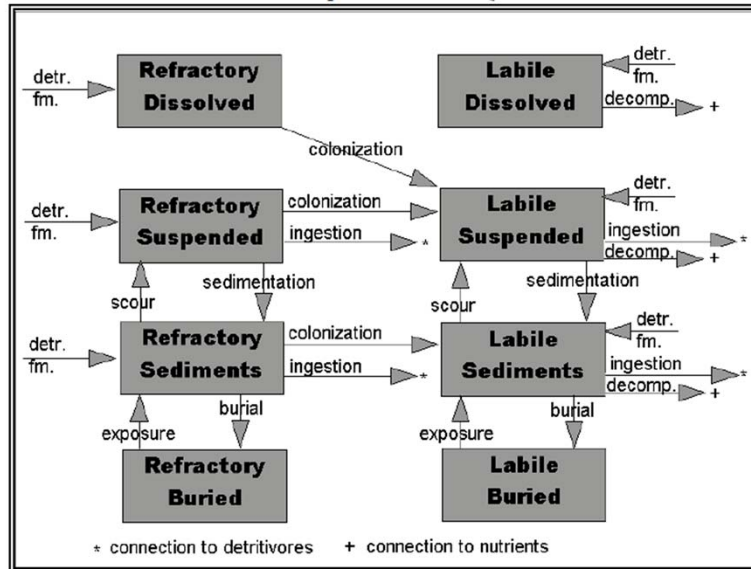 detr.
fm.
Refractory
Dissolved
Labile
Dissolved
detr.
fm.
decomp.
+
colonization
detr.
fm.
Refractory
Suspended
colonization
ingestion
*
Labile
Suspended
detr.
fm.
ingestion
*
decomp.
+
scour
sedimentation
scour
sedimentation
detr.
fm.
Refractory
Sediments
colonization
ingestion
*
Labile
Sediments
detr.
fm.
ingestion
*
decomp.
+
exposure
burial
exposure
burial
Refractory
Buried
Labile
Buried
* connection to detritivores + connection to nutrients